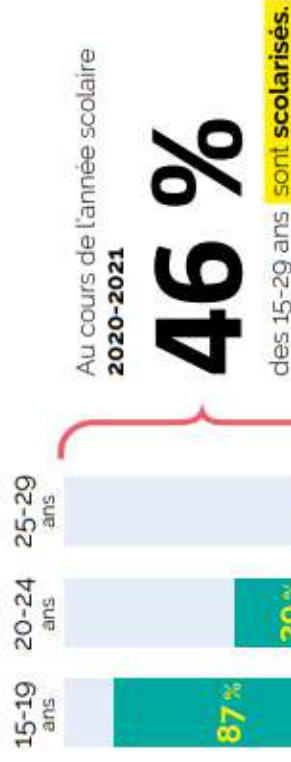 Au cours de l'année scolaire
2020-2021
46 %
des 15-29 ans sont scolarisés.
15-19
ans
20-24
ans
25-29
ans
87 %